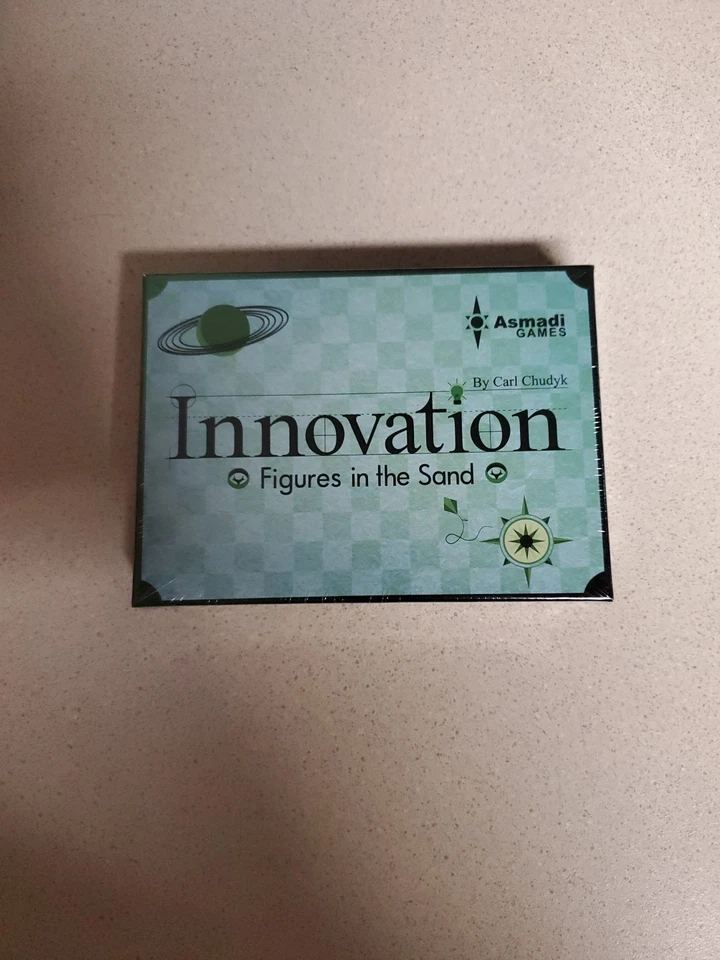 Asmadi
GAMES
By Carl Chudyk
Innovation
Figures in the Sand